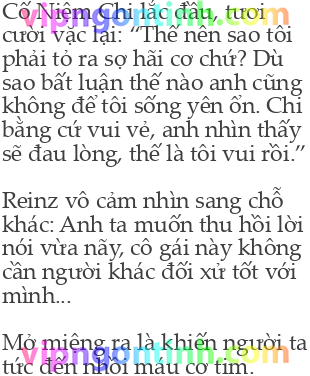 Cố Niệm Chi lắc đầu, tươi
cười vặc lại: “Thế nên sao tôi
phải tỏ ra sợ hãi cơ chứ? Dù
sao bất luận thế nào anh cũng
không để tôi sống yên ổn. Chi
bằng cứ vui vẻ, anh nhìn thấy
sẽ đau lòng, thế là tôi vui rồi.”
Reinz vô cảm nhìn sang chỗ
khác: Anh ta muốn thu hồi lời
nói vừa nãy, cô gái này không
cần người khác đối xử tốt với
mình...
Mở miệng ra là khiến người ta
tức đến nhồi máu cơ tim.
vipngontinh.com
vipngontinh.com